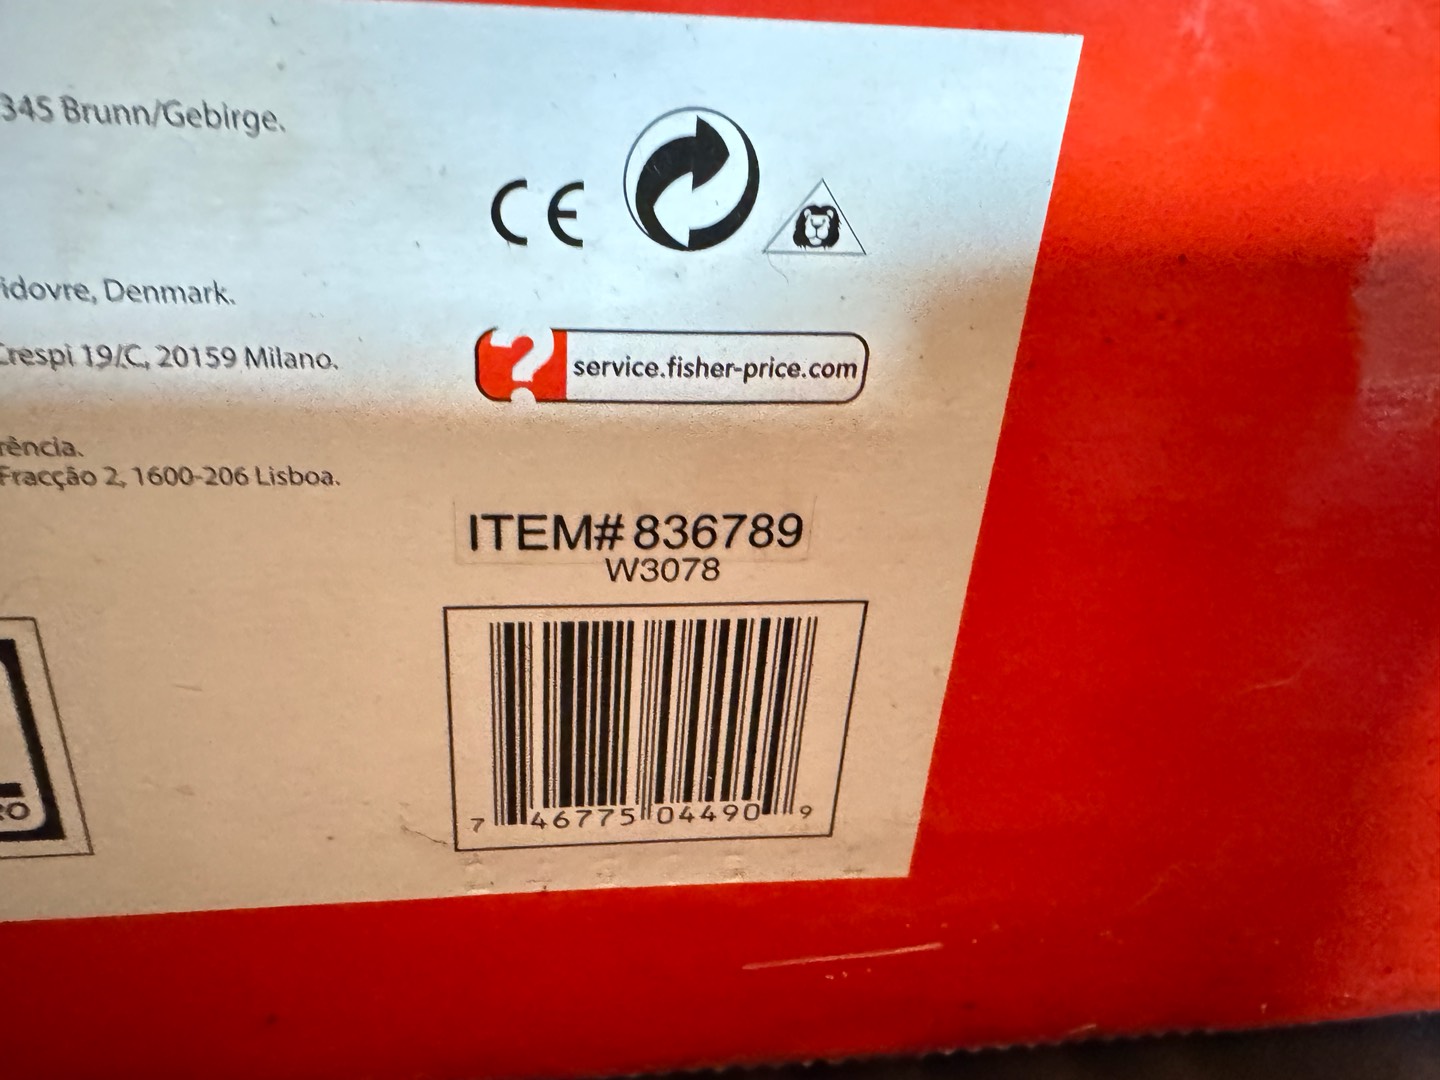 345 Brunn/Gebirge.
CE
idovre, Denmark.
Crespi 19/C, 20159 Milano.
? service.fisher-price.com
rência.
Fracção 2, 1600-206 Lisboa.
ITEM# 836789
W3078
7 46775 04490 9